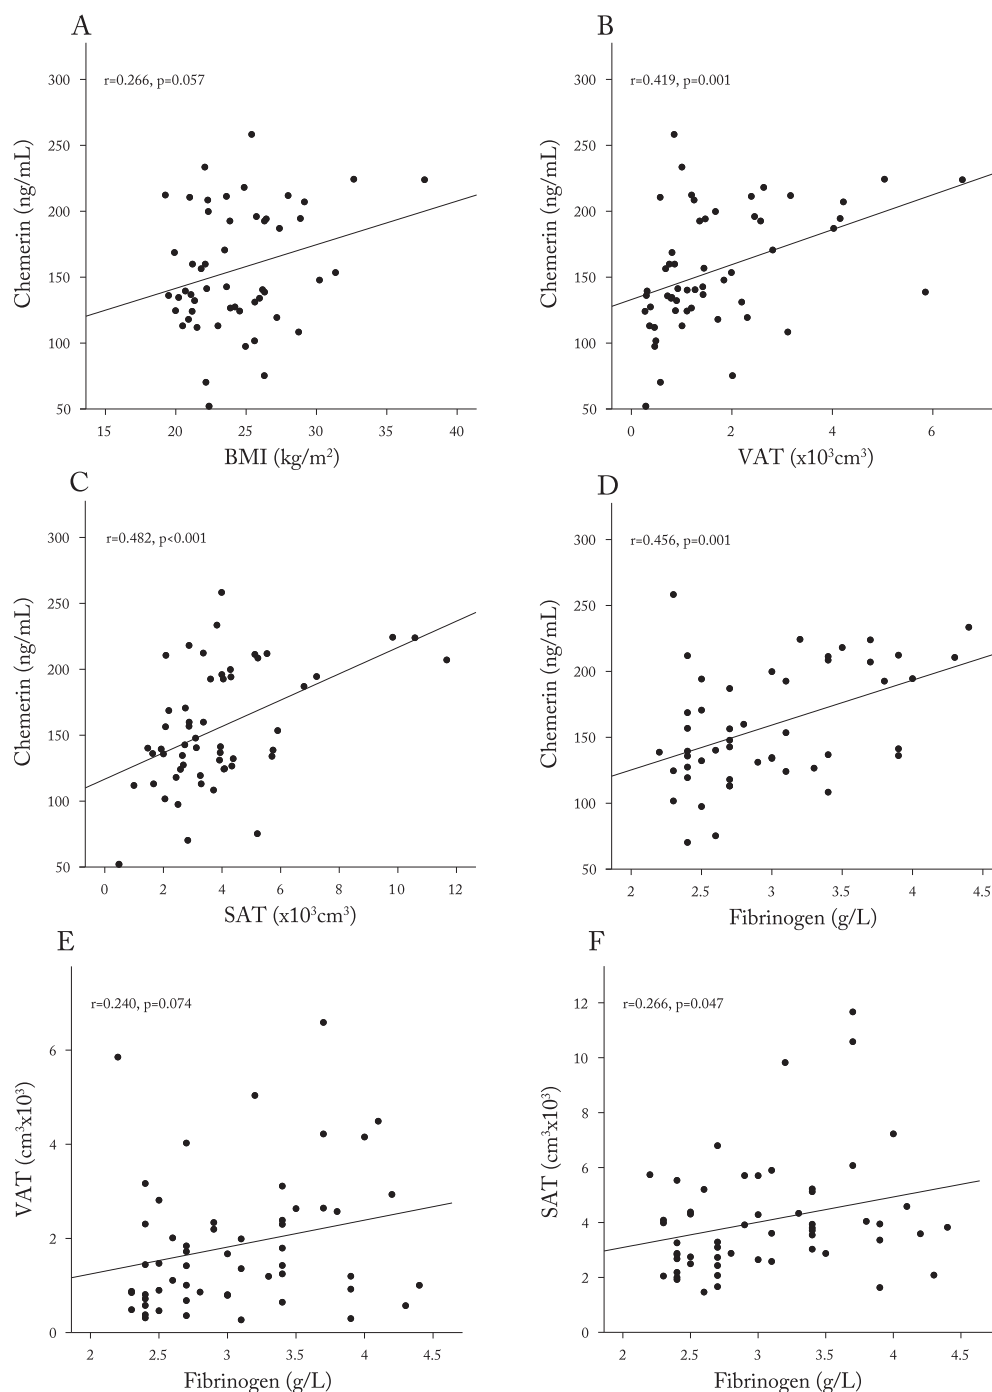 A
r=0.266, p=0.057
Chemerin (ng/mL)
300
250
200
150
100
50
15 20 25 30 35 40
BMI (kg/m²)
B
r=0.419, p=0.001
Chemerin (ng/mL)
300
250
200
150
100
50
0 2 4 6
VAT (x10³cm³)
C
r=0.482, p<0.001
Chemerin (ng/mL)
300
250
200
150
100
50
0 2 4 6 8 10 12
SAT (x10³cm³)
D
r=0.456, p=0.001
Chemerin (ng/mL)
300
250
200
150
100
50
2 2.5 3 3.5 4 4.5
Fibrinogen (g/L)
E
r=0.240, p=0.074
VAT (cm³x10³)
6
4
2
0
2 2.5 3 3.5 4 4.5
Fibrinogen (g/L)
F
r=0.266, p=0.047
SAT (cm³x10³)
12
10
8
6
4
2
0
2 2.5 3 3.5 4 4.5
Fibrinogen (g/L)